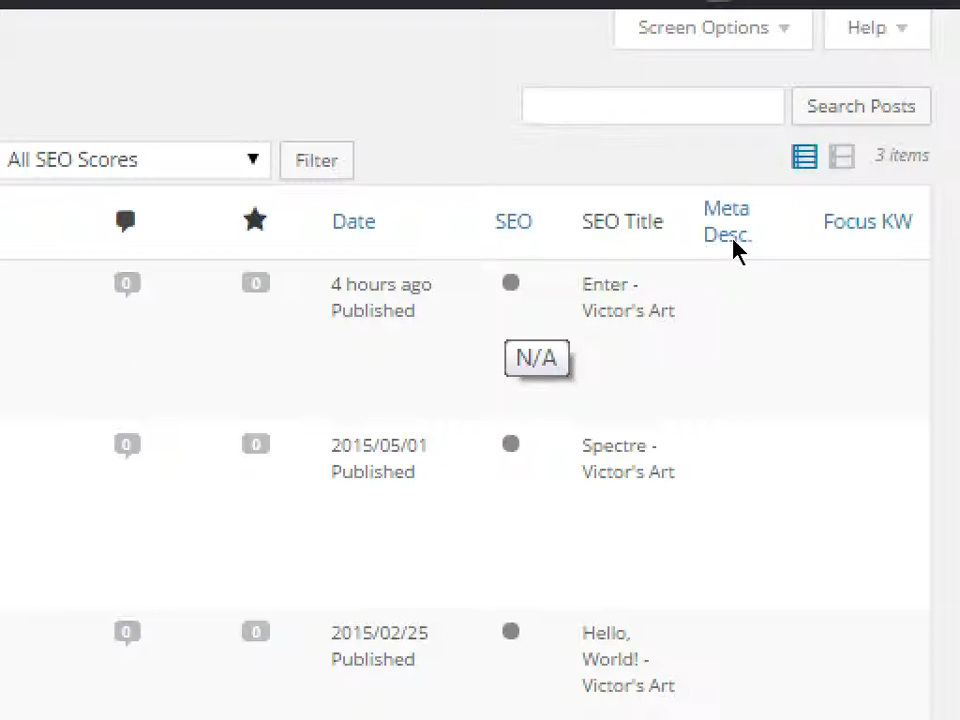 Screen Options
Help
Search Posts
All SEO Scores
Filter
3 items
Date
SEO
SEO Title
Meta
Desc.
Focus KW
0
0
4 hours ago
Published
Enter -
Victor's Art
N/A
0
0
2015/05/01
Published
Spectre -
Victor's Art
0
0
2015/02/25
Published
Hello,
World! -
Victor's Art